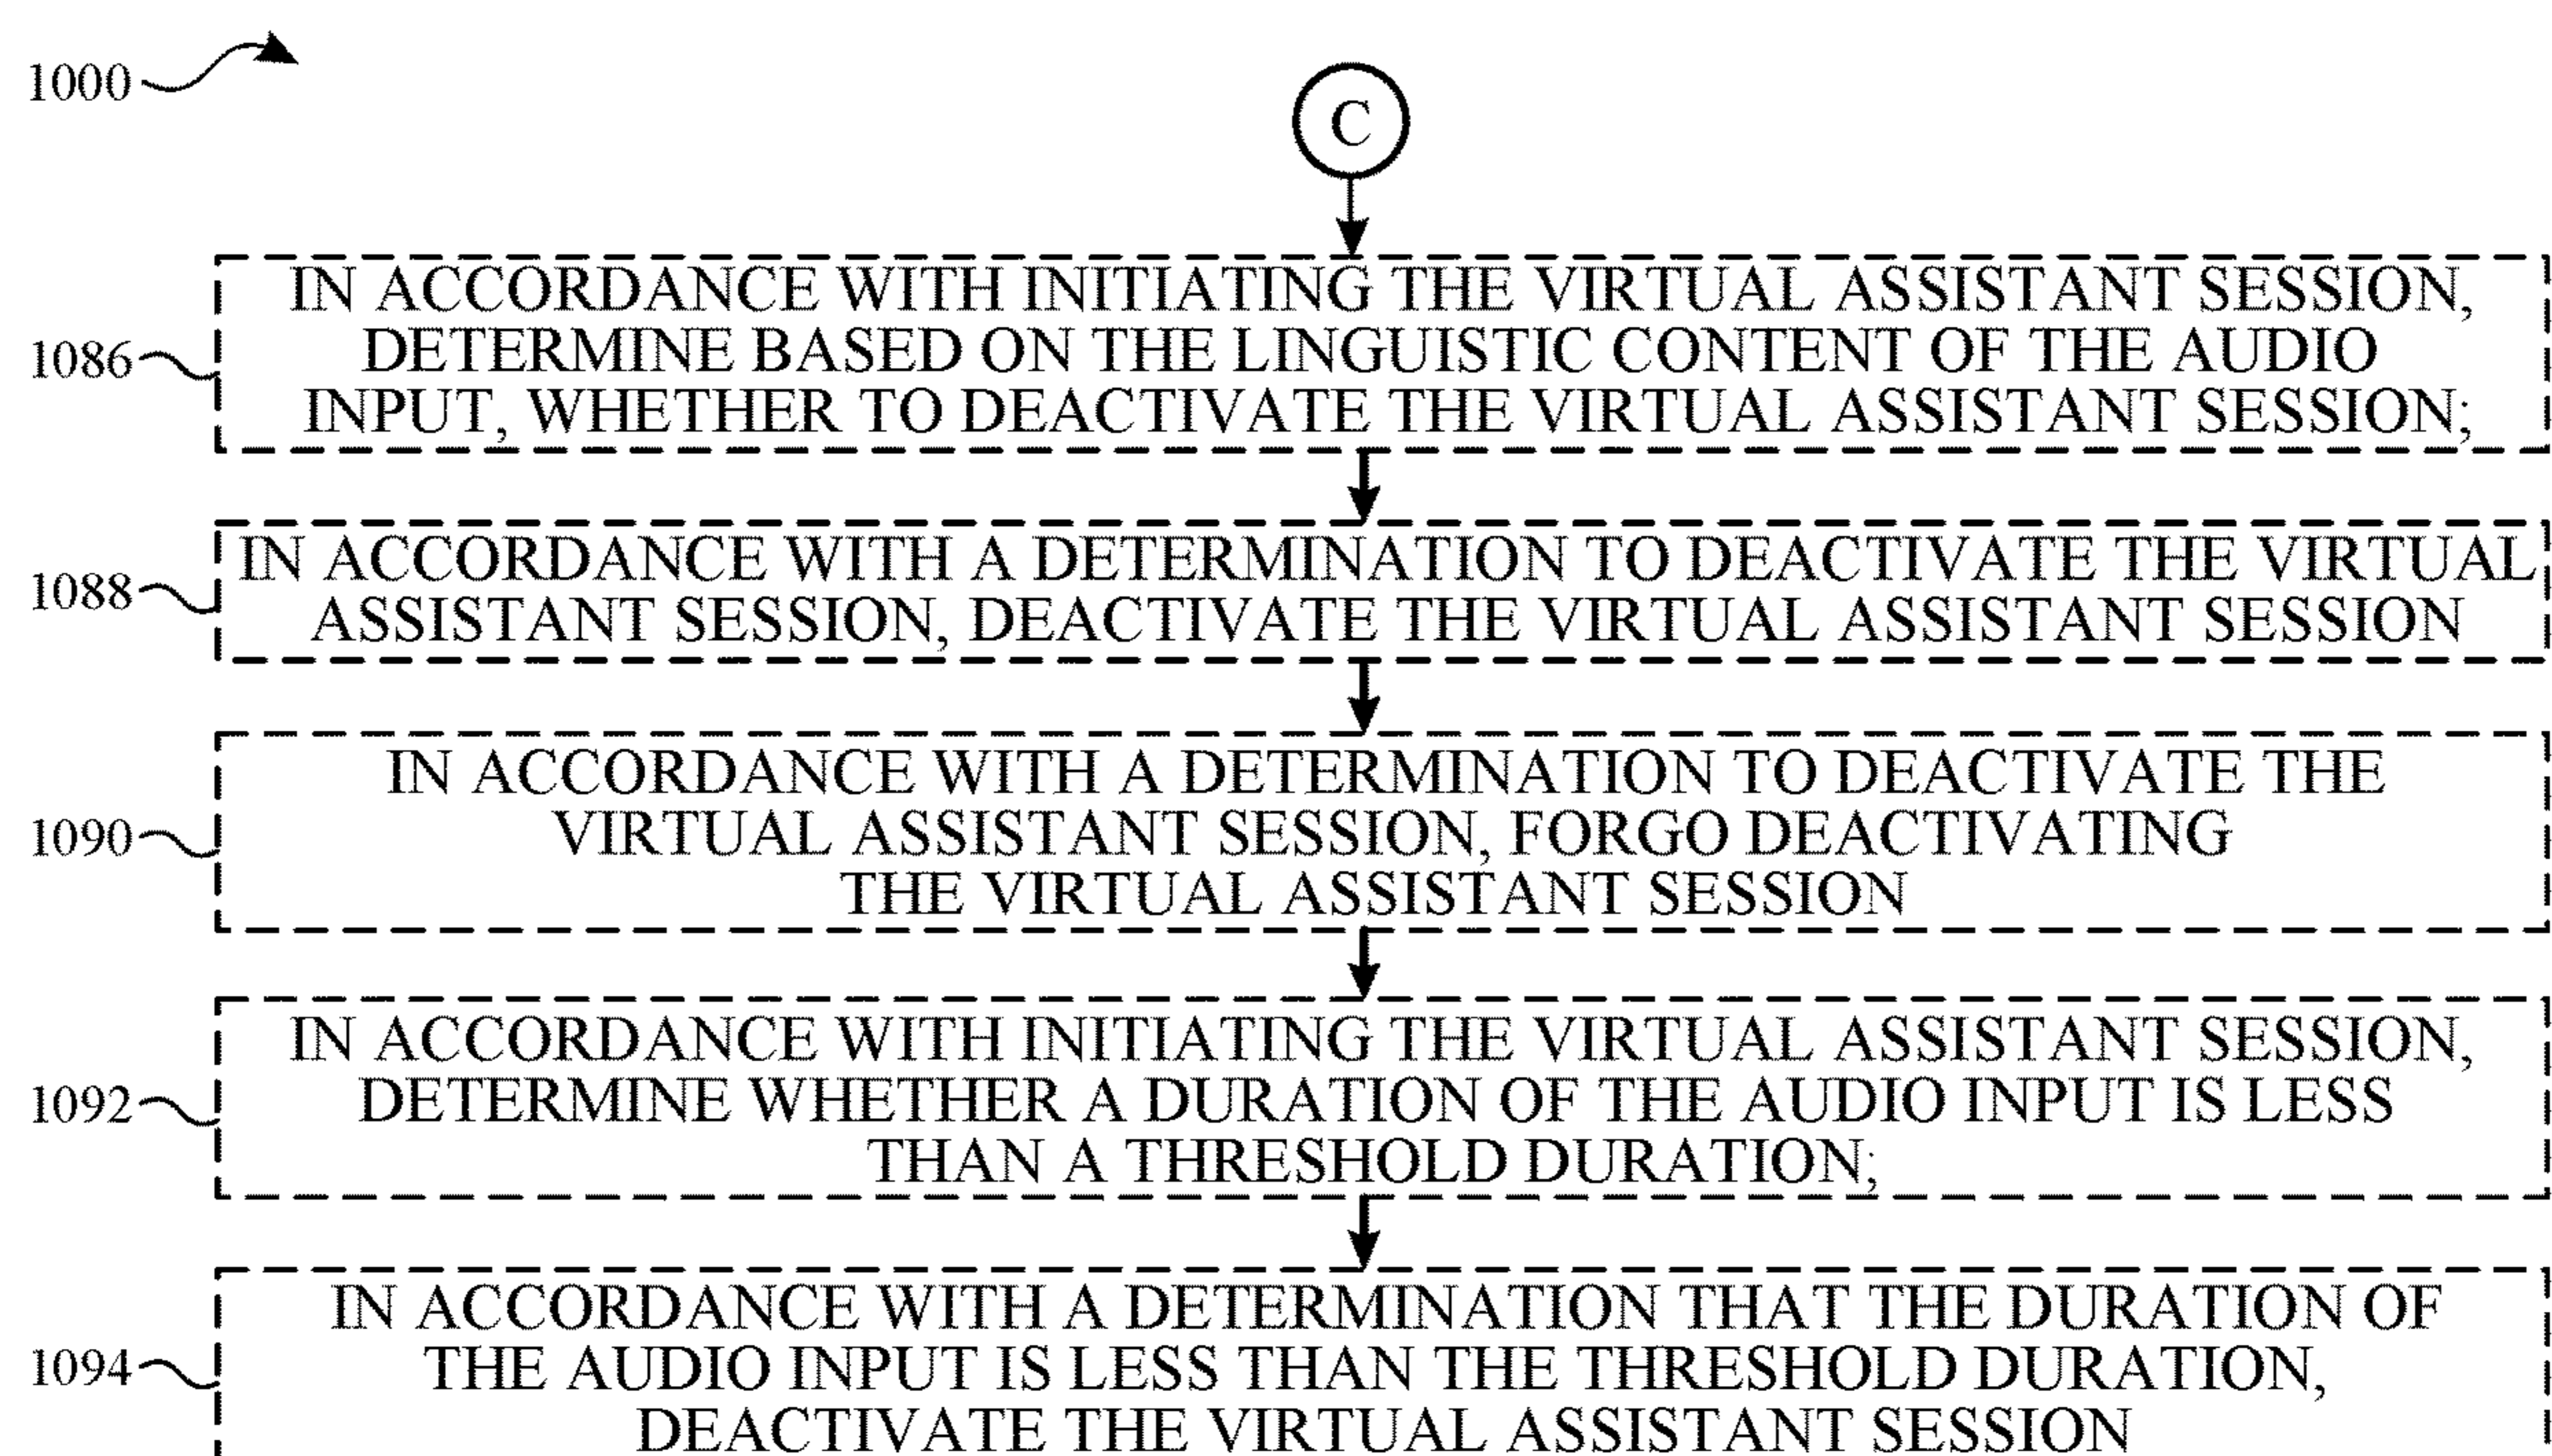 1000
C
IN ACCORDANCE WITH INITIATING THE VIRTUAL ASSISTANT SESSION,
DETERMINE BASED ON THE LINGUISTIC CONTENT OF THE AUDIO
INPUT, WHETHER TO DEACTIVATE THE VIRTUAL ASSISTANT SESSION;
1086
IN ACCORDANCE WITH A DETERMINATION TO DEACTIVATE THE VIRTUAL
ASSISTANT SESSION, DEACTIVATE THE VIRTUAL ASSISTANT SESSION
1088
IN ACCORDANCE WITH A DETERMINATION TO DEACTIVATE THE
VIRTUAL ASSISTANT SESSION, FORGO DEACTIVATING
THE VIRTUAL ASSISTANT SESSION
1090
IN ACCORDANCE WITH INITIATING THE VIRTUAL ASSISTANT SESSION,
DETERMINE WHETHER A DURATION OF THE AUDIO INPUT IS LESS
THAN A THRESHOLD DURATION;
1092
IN ACCORDANCE WITH A DETERMINATION THAT THE DURATION OF
THE AUDIO INPUT IS LESS THAN THE THRESHOLD DURATION,
DEACTIVATE THE VIRTUAL ASSISTANT SESSION
1094